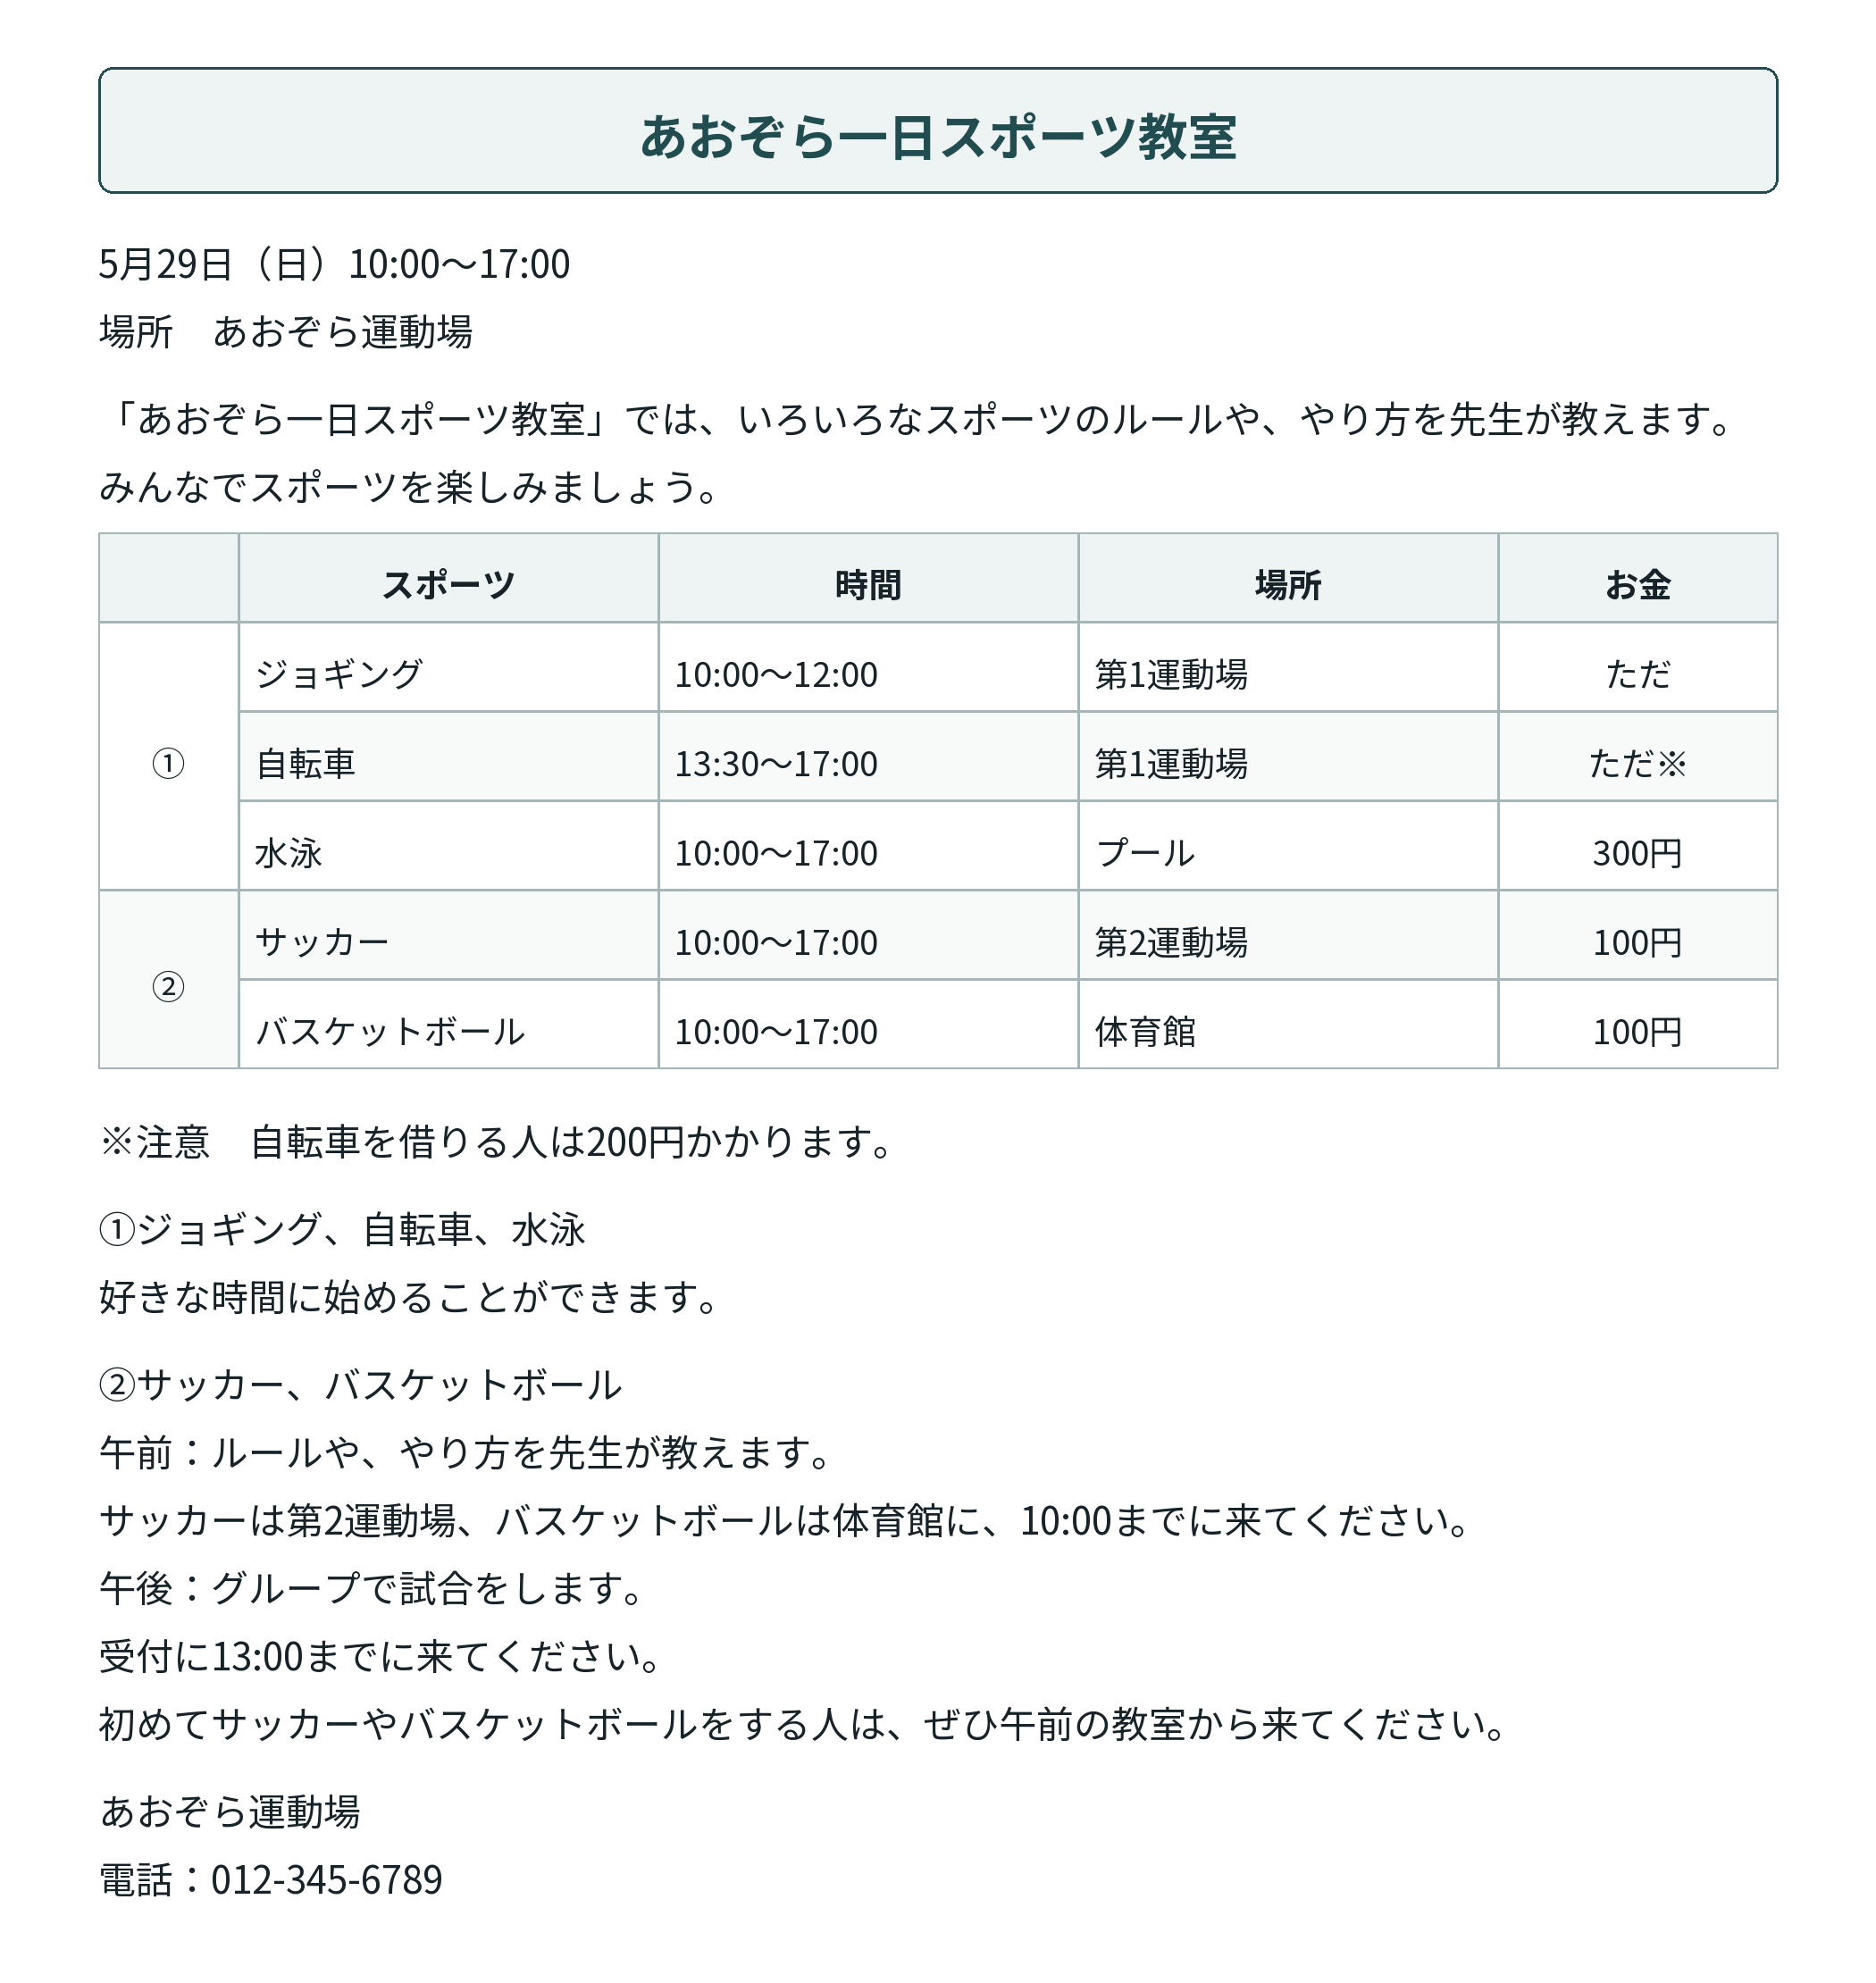 あおぞら一日スポーツ教室
5月29日（日）10:00～17:00
場所　あおぞら運動場
「あおぞら一日スポーツ教室」では、いろいろなスポーツのルールや、やり方を先生が教えます。
みんなでスポーツを楽しみましょう。
スポーツ　時間　場所　お金
① ジョギング　10:00～12:00　第1運動場　ただ
自転車　13:30～17:00　第1運動場　ただ※
水泳　10:00～17:00　プール　300円
② サッカー　10:00～17:00　第2運動場　100円
バスケットボール　10:00～17:00　体育館　100円
※注意　自転車を借りる人は200円かかります。
①ジョギング、自転車、水泳
好きな時間に始めることができます。
②サッカー、バスケットボール
午前：ルールや、やり方を先生が教えます。
サッカーは第2運動場、バスケットボールは体育館に、10:00までに来てください。
午後：グループで試合をします。
受付に13:00までに来てください。
初めてサッカーやバスケットボールをする人は、ぜひ午前の教室から来てください。
あおぞら運動場
電話：012-345-6789